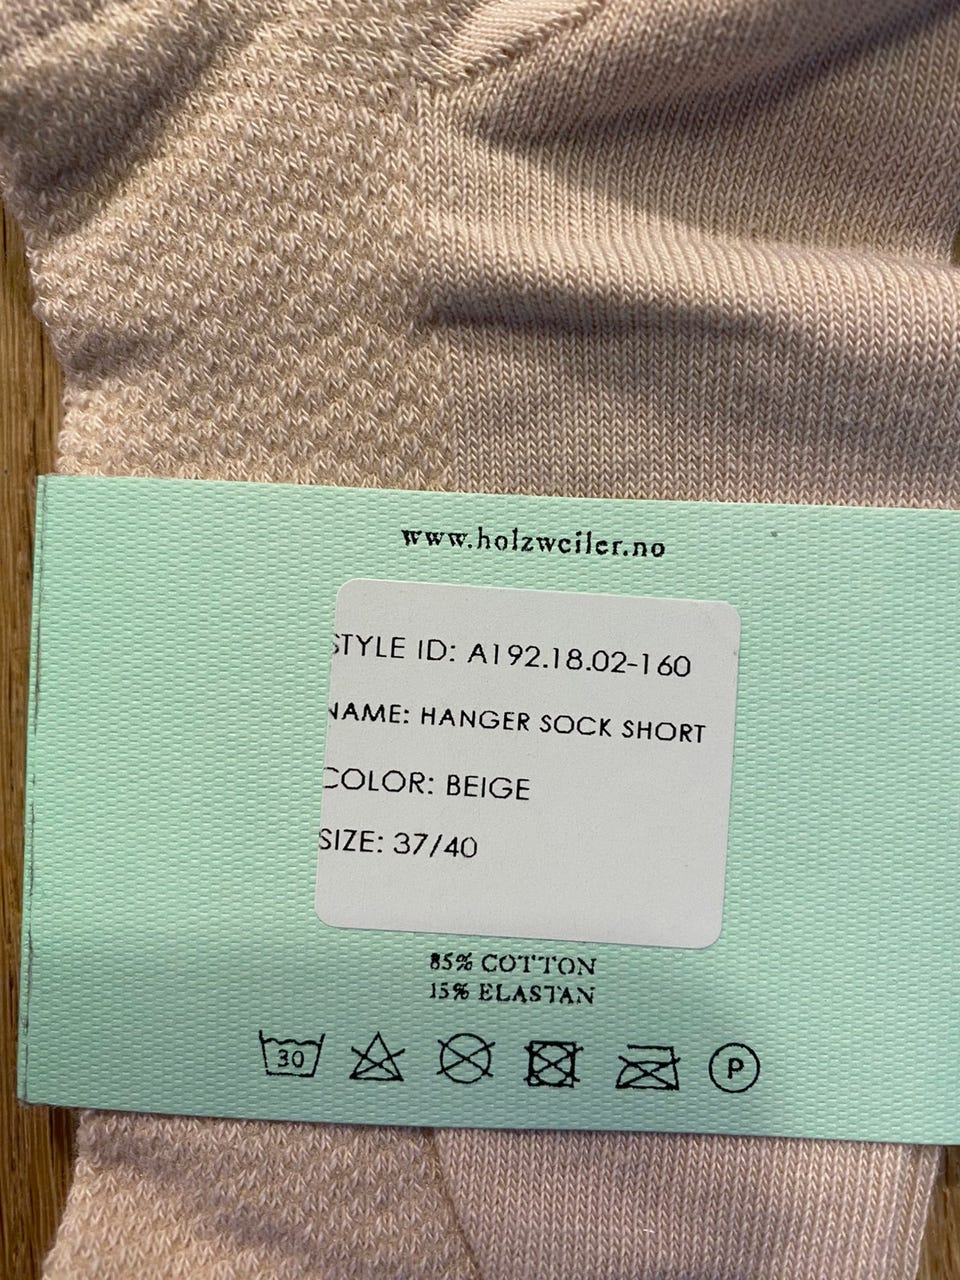 www.holzweiler.no
STYLE ID: A192.18.02-160
NAME: HANGER SOCK SHORT
COLOR: BEIGE
SIZE: 37/40
85% COTTON
15% ELASTAN
30 P